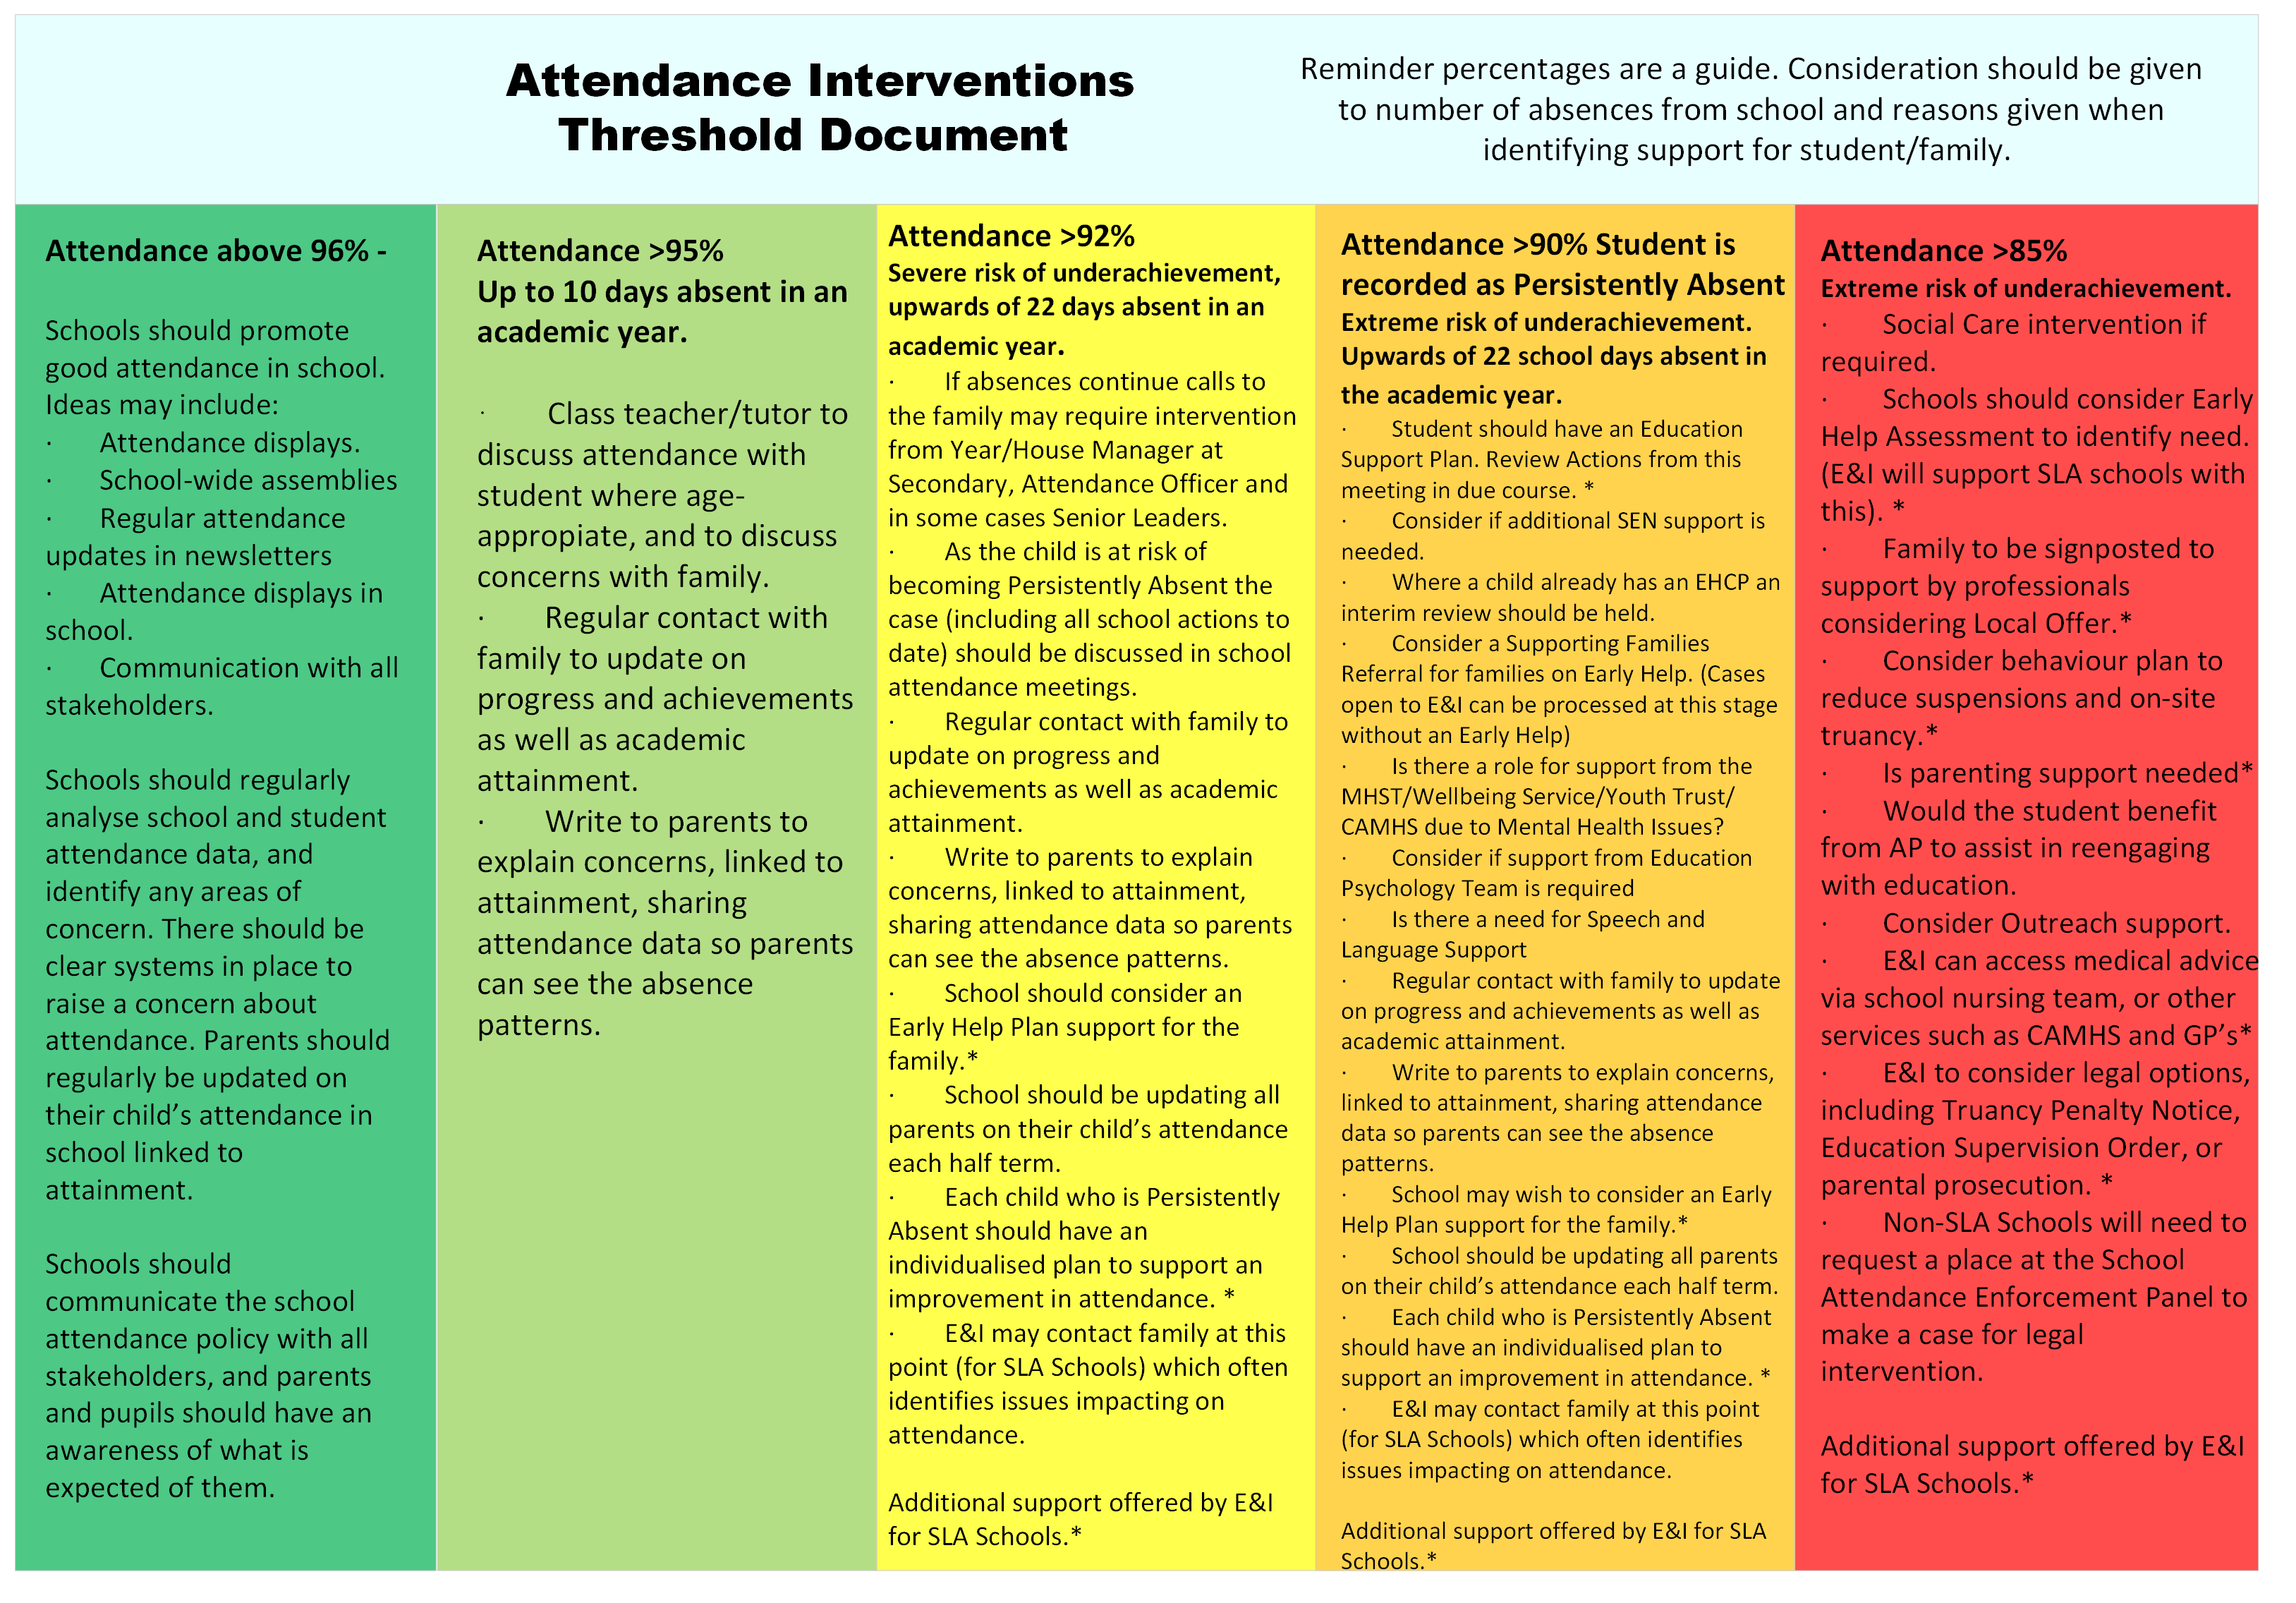 Attendance Interventions
Threshold Document
Reminder percentages are a guide. Consideration should be given
to number of absences from school and reasons given when
identifying support for student/family.
Attendance above 96% -
Schools should promote
good attendance in school.
Ideas may include:
· Attendance displays.
· School-wide assemblies
· Regular attendance
updates in newsletters
· Attendance displays in
school.
· Communication with all
stakeholders.
Schools should regularly
analyse school and student
attendance data, and
identify any areas of
concern. There should be
clear systems in place to
raise a concern about
attendance. Parents should
regularly be updated on
their child’s attendance in
school linked to
attainment.
Schools should
communicate the school
attendance policy with all
stakeholders, and parents
and pupils should have an
awareness of what is
expected of them.
Attendance >95%
Up to 10 days absent in an
academic year.
· Class teacher/tutor to
discuss attendance with
student where age-
appropiate, and to discuss
concerns with family.
· Regular contact with
family to update on
progress and achievements
as well as academic
attainment.
· Write to parents to
explain concerns, linked to
attainment, sharing
attendance data so parents
can see the absence
patterns.
Attendance >92%
Severe risk of underachievement,
upwards of 22 days absent in an
academic year.
· If absences continue calls to
the family may require intervention
from Year/House Manager at
Secondary, Attendance Officer and
in some cases Senior Leaders.
· As the child is at risk of
becoming Persistently Absent the
case (including all school actions to
date) should be discussed in school
attendance meetings.
· Regular contact with family to
update on progress and
achievements as well as academic
attainment.
· Write to parents to explain
concerns, linked to attainment,
sharing attendance data so parents
can see the absence patterns.
· School should consider an
Early Help Plan support for the
family.*
· School should be updating all
parents on their child’s attendance
each half term.
· Each child who is Persistently
Absent should have an
individualised plan to support an
improvement in attendance. *
· E&I may contact family at this
point (for SLA Schools) which often
identifies issues impacting on
attendance.
Additional support offered by E&I
for SLA Schools.*
Attendance >90% Student is
recorded as Persistently Absent
Extreme risk of underachievement.
Upwards of 22 school days absent in
the academic year.
· Student should have an Education
Support Plan. Review Actions from this
meeting in due course. *
· Consider if additional SEN support is
needed.
· Where a child already has an EHCP an
interim review should be held.
· Consider a Supporting Families
Referral for families on Early Help. (Cases
open to E&I can be processed at this stage
without an Early Help)
· Is there a role for support from the
MHST/Wellbeing Service/Youth Trust/
CAMHS due to Mental Health Issues?
· Consider if support from Education
Psychology Team is required
· Is there a need for Speech and
Language Support
· Regular contact with family to update
on progress and achievements as well as
academic attainment.
· Write to parents to explain concerns,
linked to attainment, sharing attendance
data so parents can see the absence
patterns.
· School may wish to consider an Early
Help Plan support for the family.*
· School should be updating all parents
on their child’s attendance each half term.
· Each child who is Persistently Absent
should have an individualised plan to
support an improvement in attendance. *
· E&I may contact family at this point
(for SLA Schools) which often identifies
issues impacting on attendance.
Additional support offered by E&I for SLA
Schools.*
Attendance >85%
Extreme risk of underachievement.
· Social Care intervention if
required.
· Schools should consider Early
Help Assessment to identify need.
(E&I will support SLA schools with
this). *
· Family to be signposted to
support by professionals
considering Local Offer.*
· Consider behaviour plan to
reduce suspensions and on-site
truancy.*
· Is parenting support needed*
· Would the student benefit
from AP to assist in reengaging
with education.
· Consider Outreach support.
· E&I can access medical advice
via school nursing team, or other
services such as CAMHS and GP’s*
· E&I to consider legal options,
including Truancy Penalty Notice,
Education Supervision Order, or
parental prosecution. *
· Non-SLA Schools will need to
request a place at the School
Attendance Enforcement Panel to
make a case for legal
intervention.
Additional support offered by E&I
for SLA Schools.*